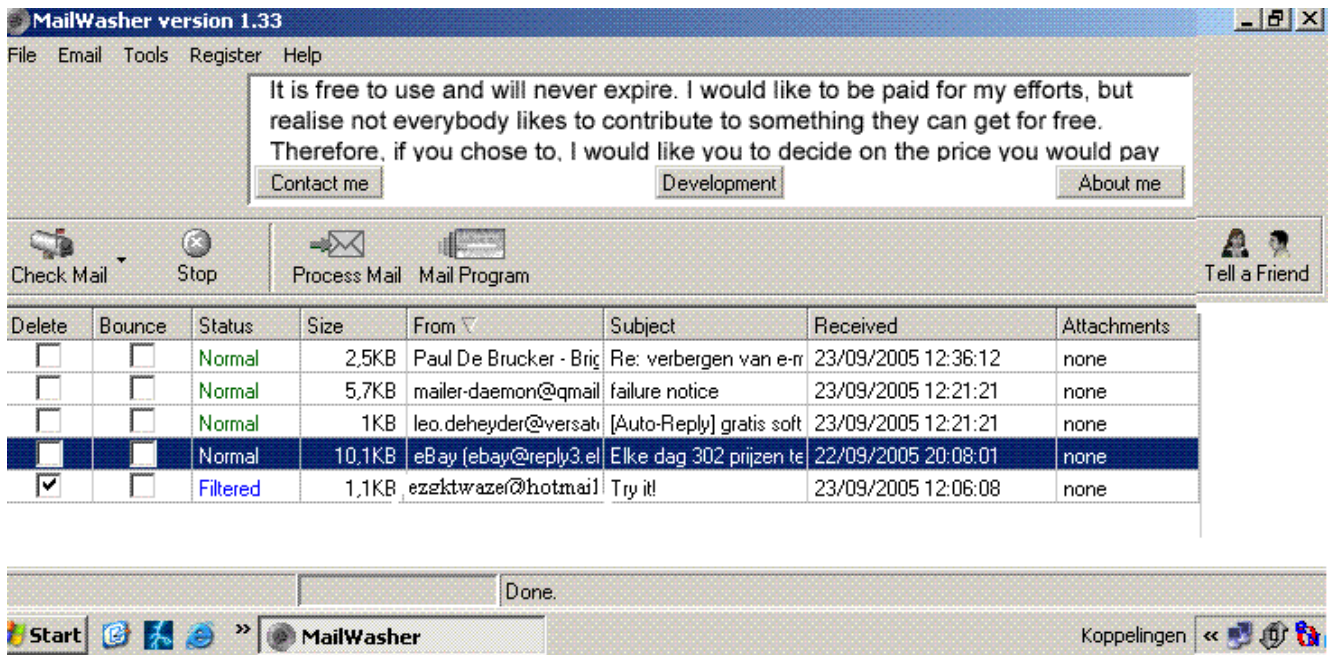 MailWasher version 1.33
File Email Tools Register Help
It is free to use and will never expire. I would like to be paid for my efforts, but
realise not everybody likes to contribute to something they can get for free.
Therefore, if you chose to, I would like you to decide on the price you would pay
Contact me Development About me
Check Mail Stop Process Mail Mail Program Tell a Friend
Delete Bounce Status Size From Subject Received Attachments
Normal 2,5KB Paul De Brucker - Brig Re: verbergen van e-m 23/09/2005 12:36:12 none
Normal 5,7KB mailer-daemon@qmail failure notice 23/09/2005 12:21:21 none
Normal 1KB leo.deheyder@versat [Auto-Reply] gratis soft 23/09/2005 12:21:21 none
Normal 10,1KB eBay (ebay@reply3.el Elke dag 302 prijzen te 22/09/2005 20:08:01 none
Filtered 1,1KB ezgktwaze@hotmail Try it! 23/09/2005 12:06:08 none
Done.
Start » MailWasher Koppelingen «